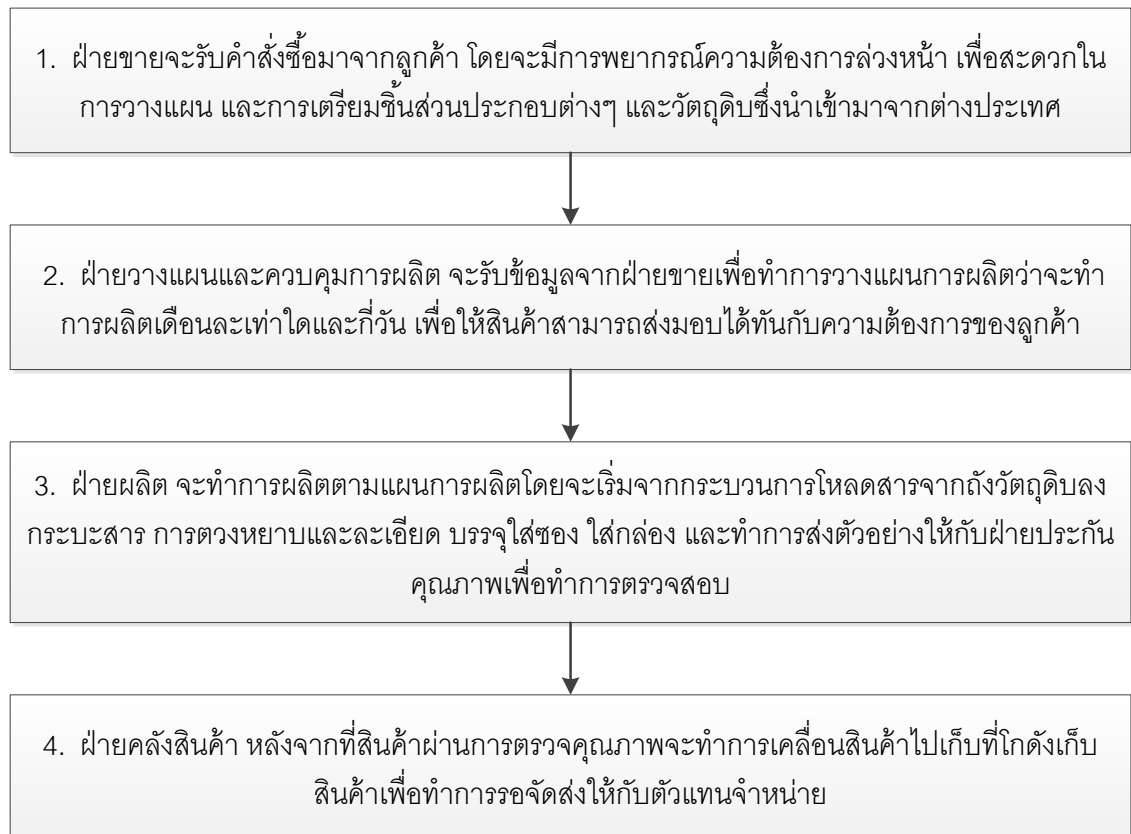 1. ฝ่ายขายจะรับคำสั่งซื้อมาจากลูกค้า โดยจะมีการพยากรณ์ความต้องการล่วงหน้า เพื่อสะดวกใน
การวางแผน และการเตรียมชิ้นส่วนประกอบต่างๆ และวัตถุดิบซึ่งนำเข้ามาจากต่างประเทศ
2. ฝ่ายวางแผนและควบคุมการผลิต จะรับข้อมูลจากฝ่ายขายเพื่อทำการวางแผนการผลิตว่าจะทำ
การผลิตเดือนละเท่าใดและกี่วัน เพื่อให้สินค้าสามารถส่งมอบได้ทันกับความต้องการของลูกค้า
3. ฝ่ายผลิต จะทำการผลิตตามแผนการผลิตโดยจะเริ่มจากกระบวนการโหลดสารจากถังวัตถุดิบลง
กระบะสาร การตวงหยาบและละเอียด บรรจุใส่ซอง ใส่กล่อง และทำการส่งตัวอย่างให้กับฝ่ายประกัน
คุณภาพเพื่อทำการตรวจสอบ
4. ฝ่ายคลังสินค้า หลังจากที่สินค้าผ่านการตรวจคุณภาพจะทำการเคลื่อนสินค้าไปเก็บที่โกดังเก็บ
สินค้าเพื่อทำการรอจัดส่งให้กับตัวแทนจำหน่าย